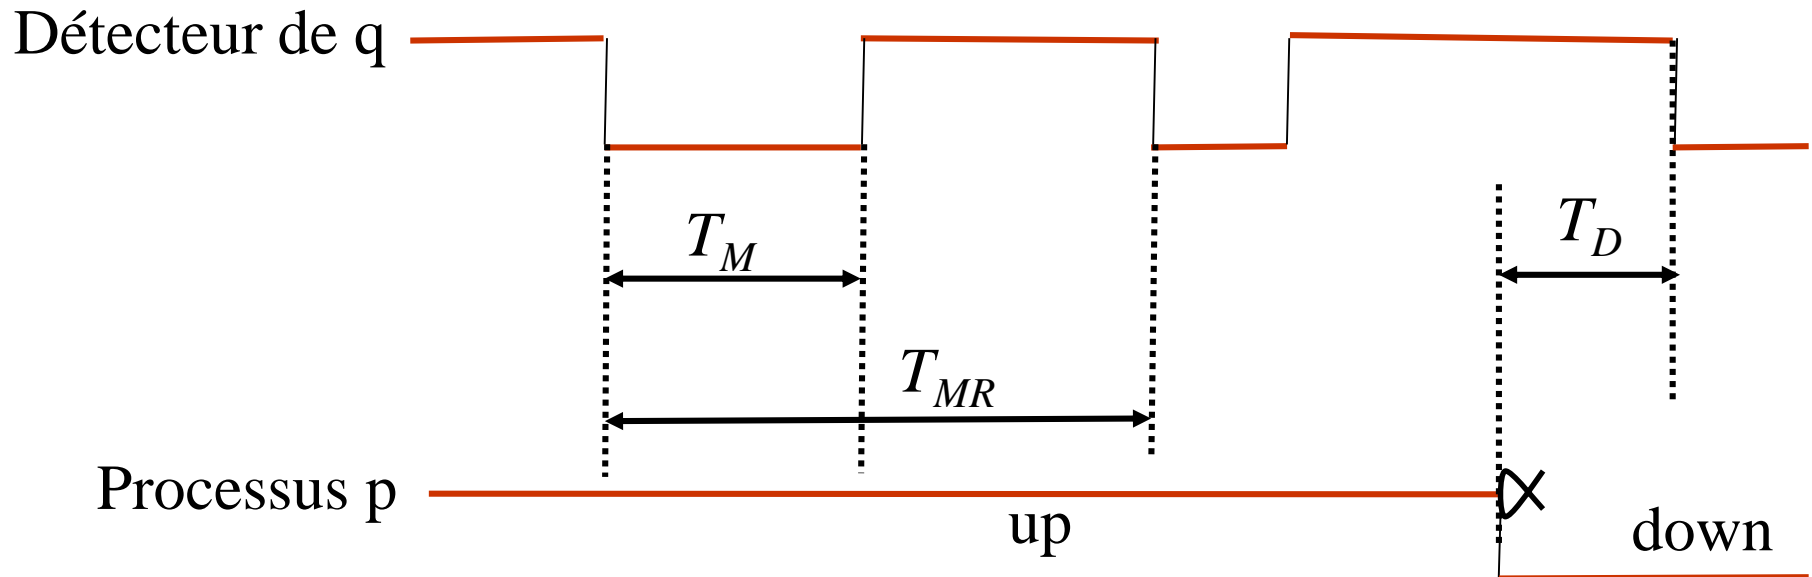 Détecteur de q
T_M
T_D
T_MR
Processus p
up
down